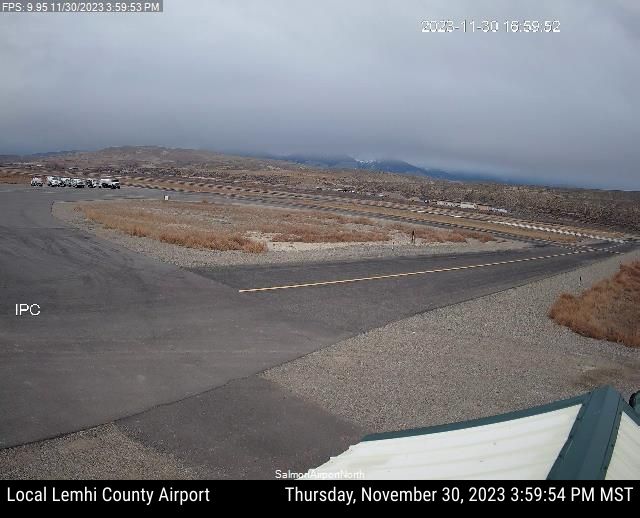 FPS: 9.95 11/30/2023 3:59:53 PM
2023-11-30 15:59:52
IPC
SalmonAirportNorth
Local Lemhi County Airport
Thursday, November 30, 2023 3:59:54 PM MST